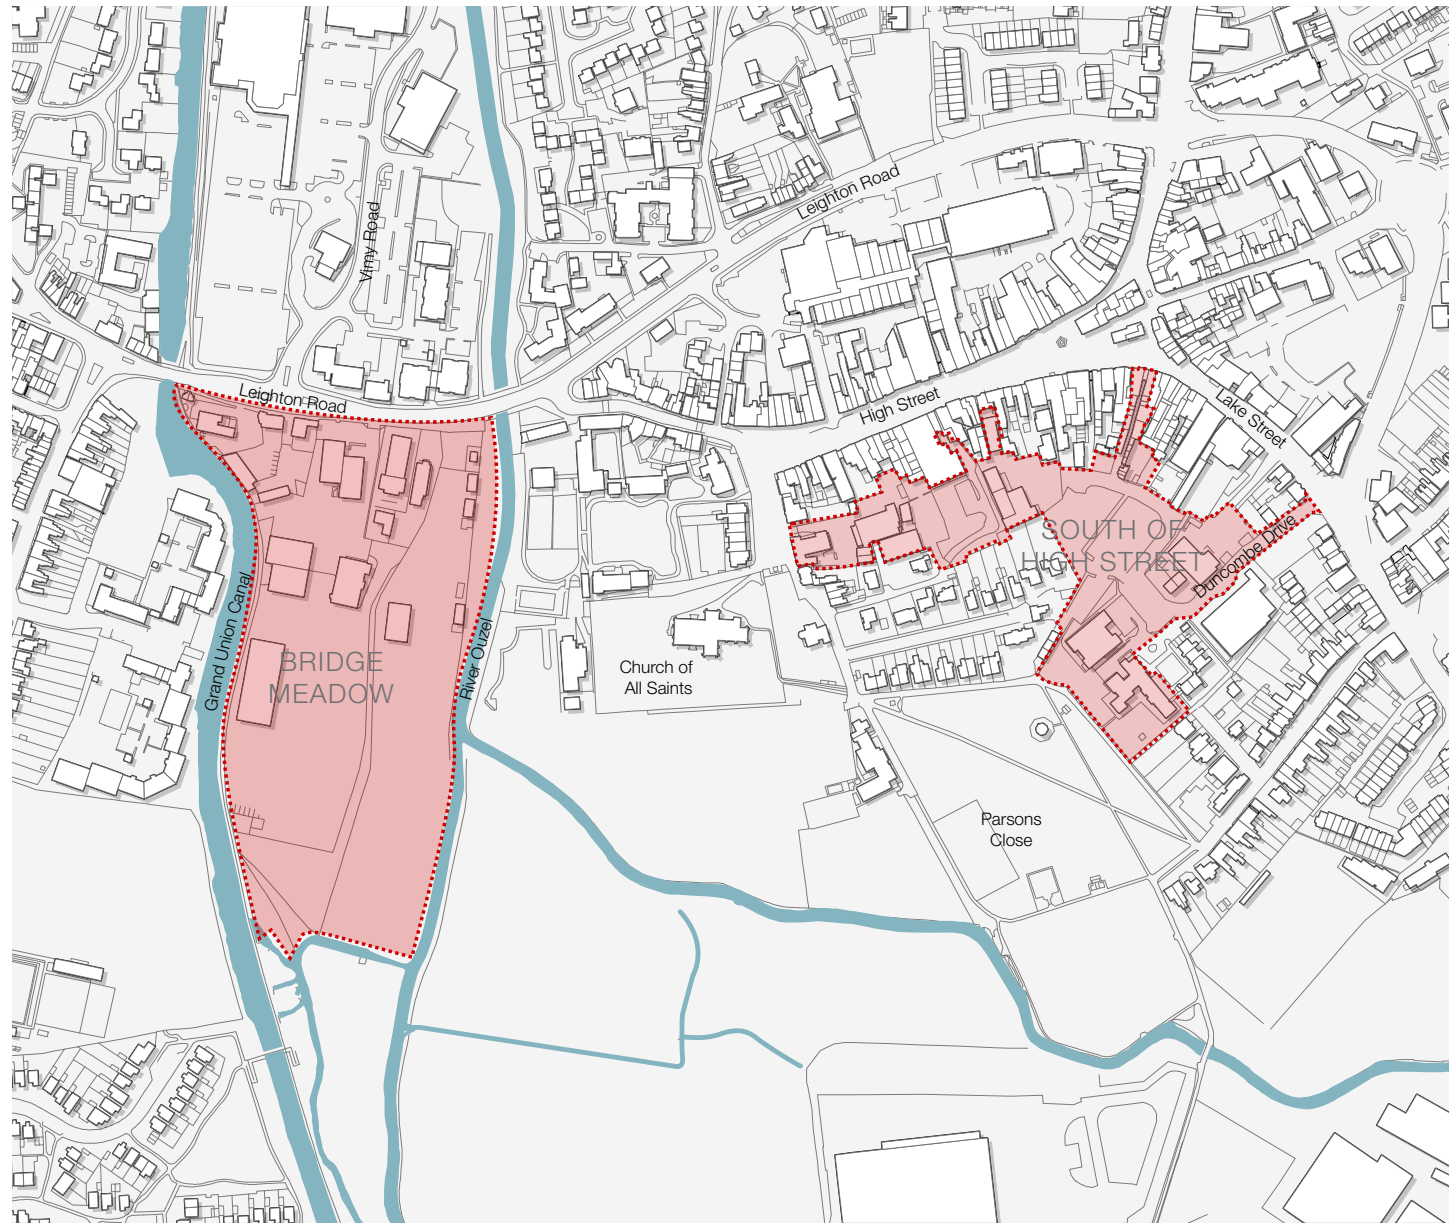 Leighton Road
Vimy Road
Leighton Road
High Street
Lake Street
SOUTH OF
HIGH STREET
Duncombe Drive
Grand Union Canal
BRIDGE
MEADOW
River Ouzel
Church of
All Saints
Parsons
Close